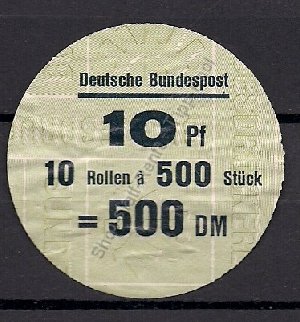 Deutsche Bundespost
10 Pf
10 Rollen à 500 Stück
= 500 DM